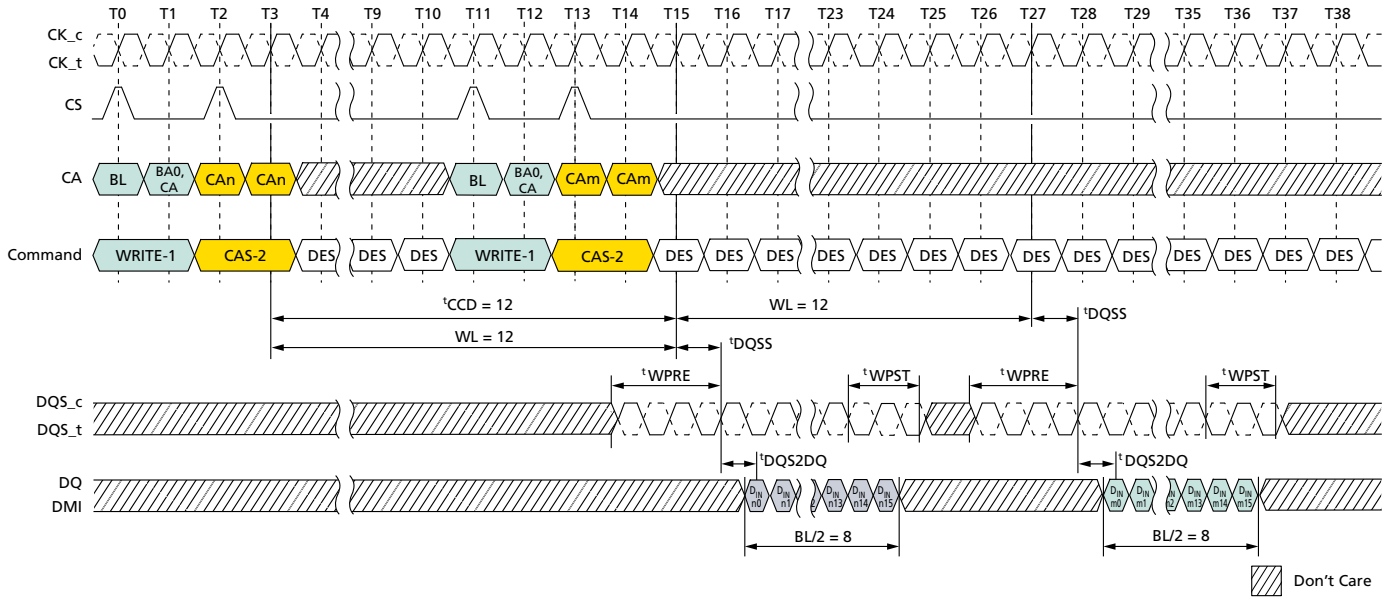 T0 T1 T2 T3 T4 T9 T10 T11 T12 T13 T14 T15 T16 T17 T23 T24 T25 T26 T27 T28 T29 T35 T36 T37 T38
CK_c
CK_t
CS
CA BL BA0, CA CAn CAn BL BA0, CA CAm CAm
Command WRITE-1 CAS-2 DES DES DES WRITE-1 CAS-2 DES DES DES DES DES DES DES DES DES DES DES DES DES DES
tCCD = 12 WL = 12 tDQSS
WL = 12 tDQSS
tWPRE tWPST tWPRE tWPST
DQS_c
DQS_t
tDQS2DQ tDQS2DQ
DQ
DMI
DIN n0 DIN n1 DIN n13 DIN n14 DIN n15 DIN m0 DIN m1 DIN m13 DIN m14 DIN m15
BL/2 = 8 BL/2 = 8
Don't Care